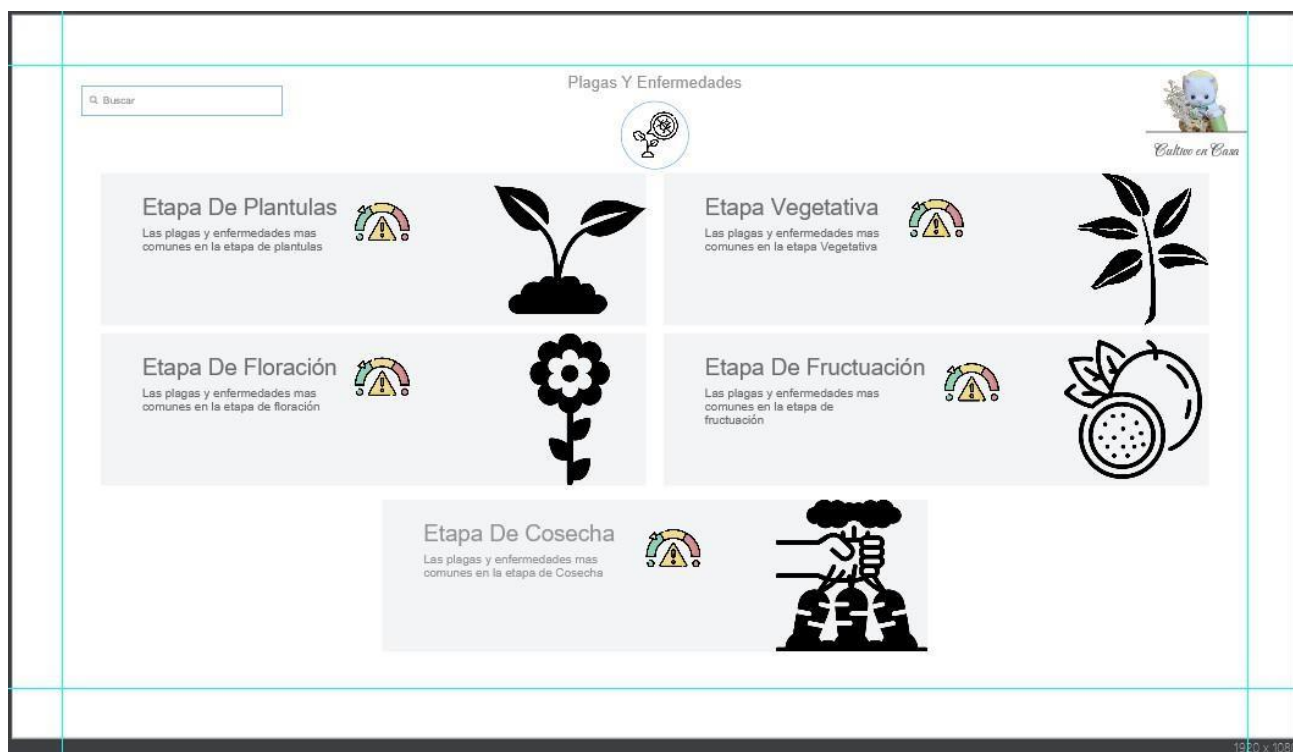 Plagas Y Enfermedades
Buscar
Cultivo en Casa
Etapa De Plantulas
Las plagas y enfermedades mas
comunes en la etapa de plantulas
Etapa Vegetativa
Las plagas y enfermedades mas
comunes en la etapa Vegetativa
Etapa De Floración
Las plagas y enfermedades mas
comunes en la etapa de floración
Etapa De Fructuación
Las plagas y enfermedades mas
comunes en la etapa de
fructuación
Etapa De Cosecha
Las plagas y enfermedades mas
comunes en la etapa de Cosecha
1920 x 1080